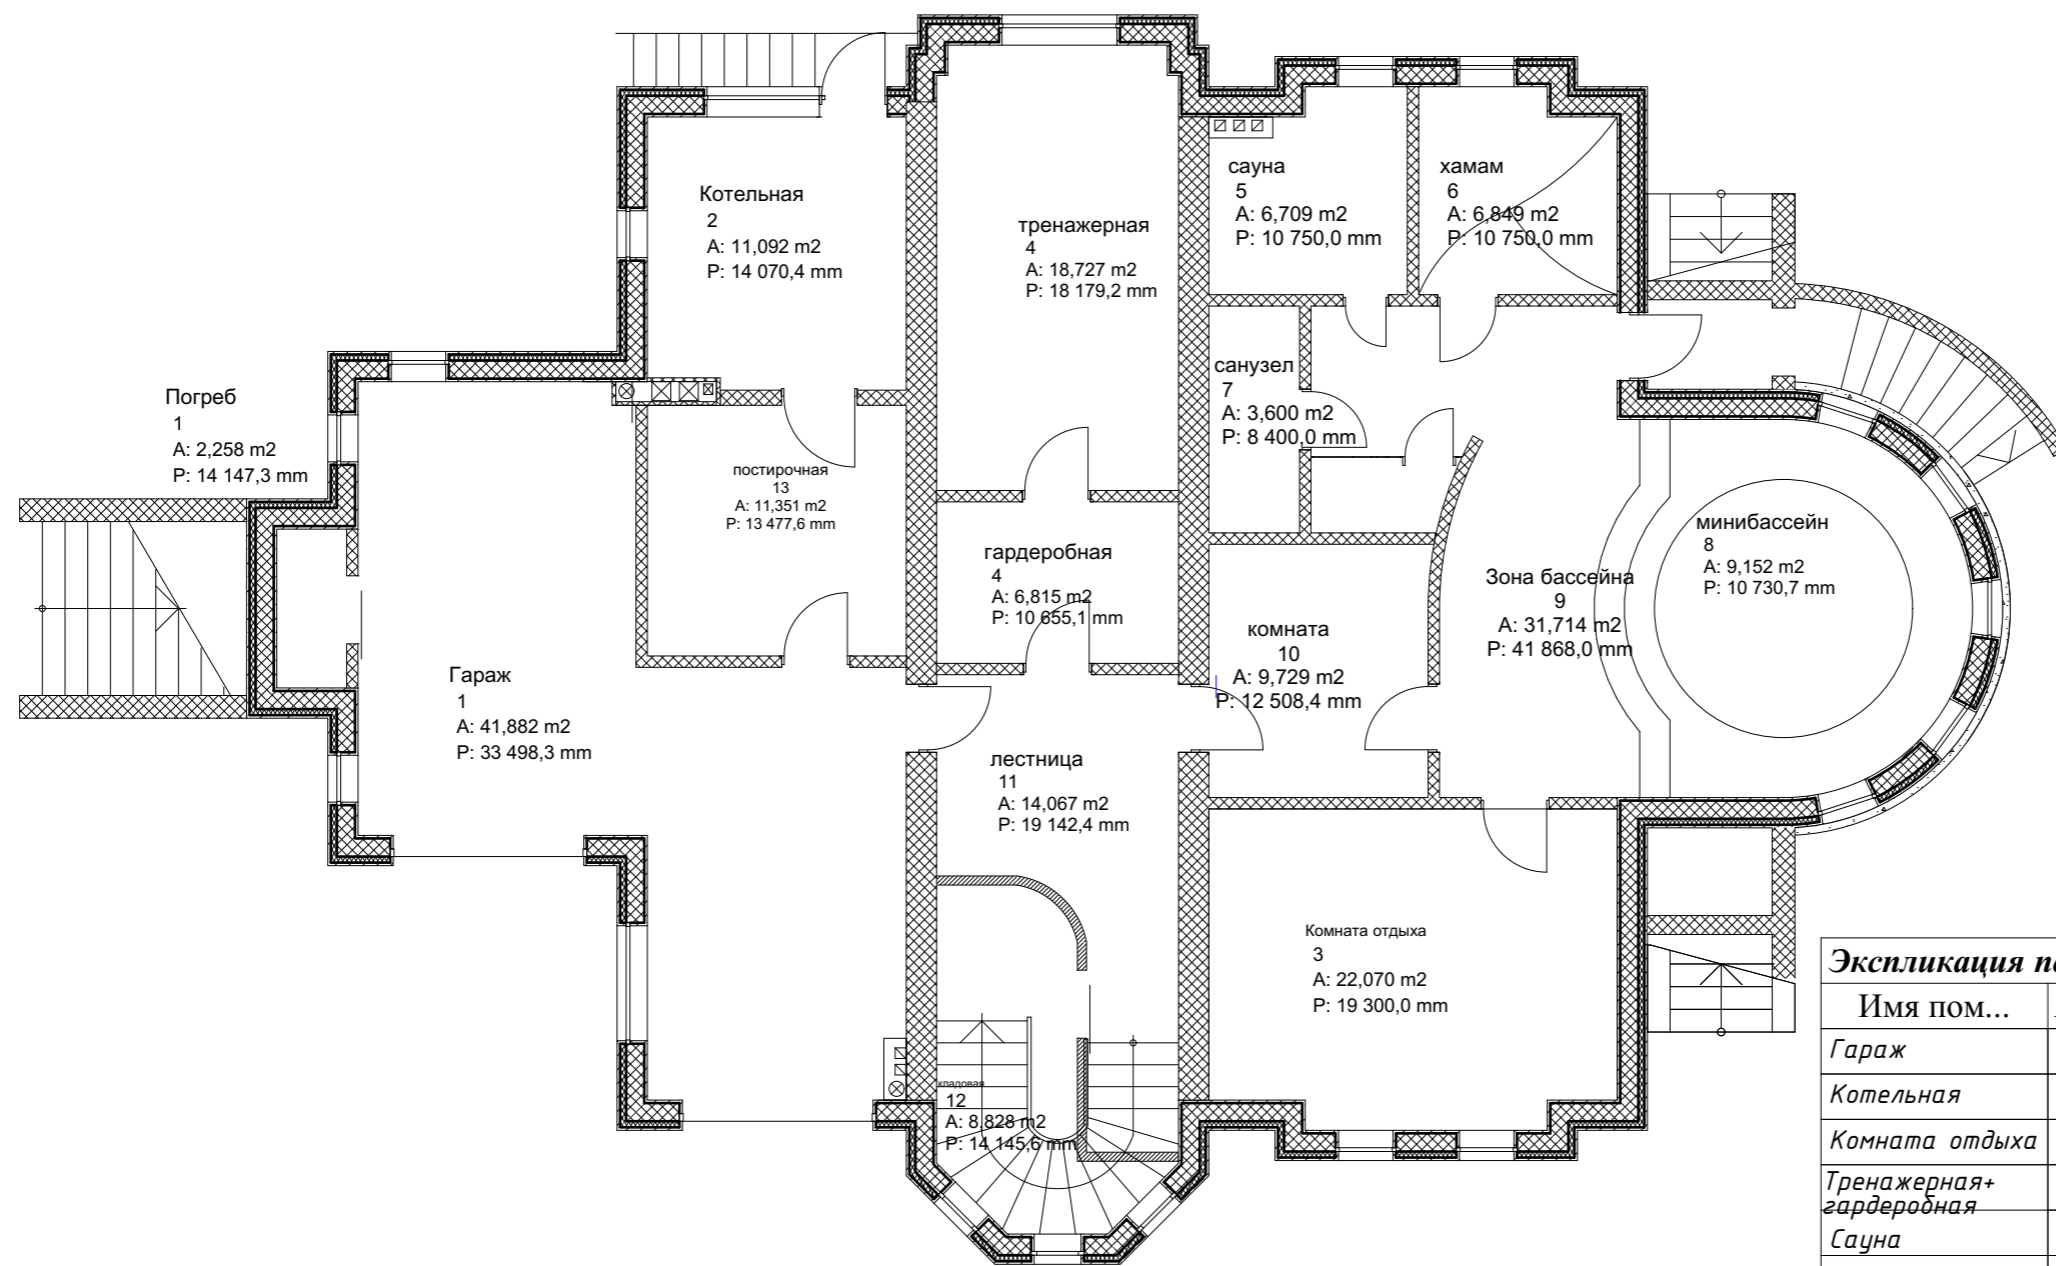 Котельная
2
A: 11,092 m2
P: 14 070,4 mm
тренажерная
4
A: 18,727 m2
P: 18 179,2 mm
сауна
5
A: 6,709 m2
P: 10 750,0 mm
хамам
6
A: 6,849 m2
P: 10 750,0 mm
Погреб
1
A: 2,258 m2
P: 14 147,3 mm
постирочная
13
A: 11,351 m2
P: 13 477,6 mm
санузел
7
A: 3,600 m2
P: 8 400,0 mm
гардеробная
4
A: 6,815 m2
P: 10 655,1 mm
минибассейн
8
A: 9,152 m2
P: 10 730,7 mm
Зона бассейна
9
A: 31,714 m2
P: 41 868,0 mm
комната
10
A: 9,729 m2
P: 12 508,4 mm
Гараж
1
A: 41,882 m2
P: 33 498,3 mm
лестница
11
A: 14,067 m2
P: 19 142,4 mm
Комната отдыха
3
A: 22,070 m2
P: 19 300,0 mm
кладовая
12
A: 8,828 m2
P: 14 145,6 mm
Экспликация
Имя пом...
Гараж
Котельная
Комната отдыха
Тренажерная+
гардеробная
Сауна